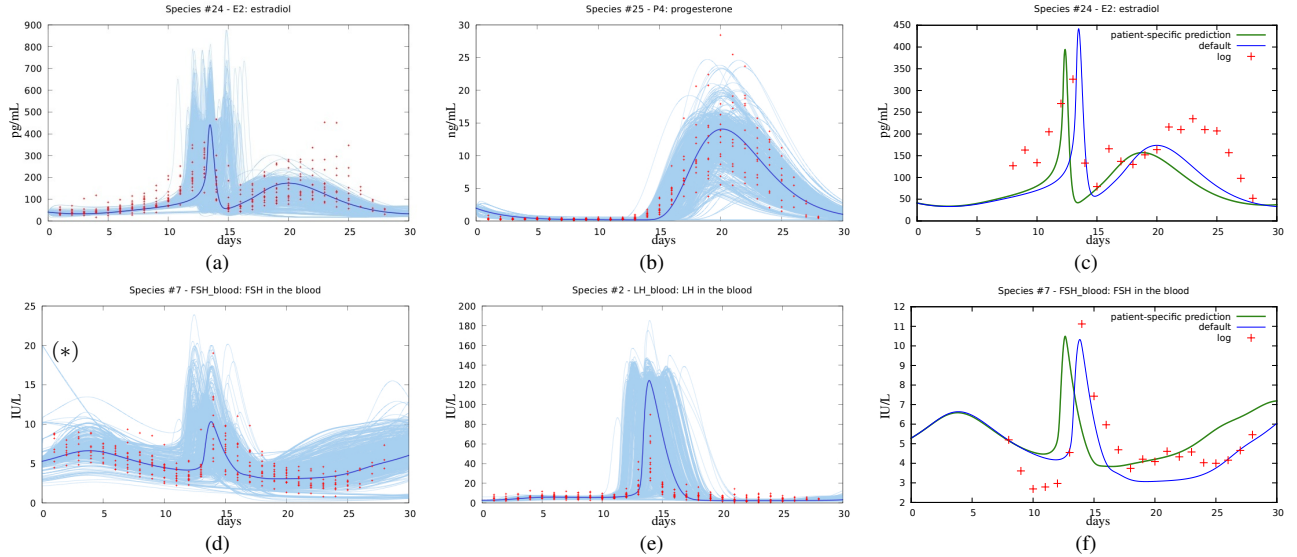 Species #24 - E2: estradiol
900
800
700
600
500
400
300
200
100
0
pg/mL
0 5 10 15 20 25 30
days
(a)
Species #25 - P4: progesterone
30
25
20
15
10
5
0
ng/mL
0 5 10 15 20 25 30
days
(b)
Species #24 - E2: estradiol
450
400
350
300
250
200
150
100
50
0
pg/mL
patient-specific prediction
default
log
0 5 10 15 20 25 30
days
(c)
Species #7 - FSH_blood: FSH in the blood
25
20
15
10
5
0
IU/L
(*)
0 5 10 15 20 25 30
days
(d)
Species #2 - LH_blood: LH in the blood
200
180
160
140
120
100
80
60
40
20
0
IU/L
0 5 10 15 20 25 30
days
(e)
Species #7 - FSH_blood: FSH in the blood
12
11
10
9
8
7
6
5
4
3
2
IU/L
patient-specific prediction
default
log
0 5 10 15 20 25 30
days
(f)